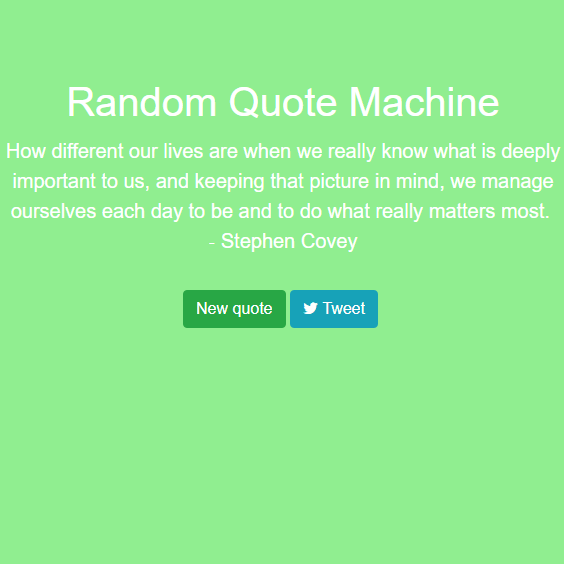 Random Quote Machine
How different our lives are when we really know what is deeply
important to us, and keeping that picture in mind, we manage
ourselves each day to be and to do what really matters most.
- Stephen Covey
New quote
Tweet